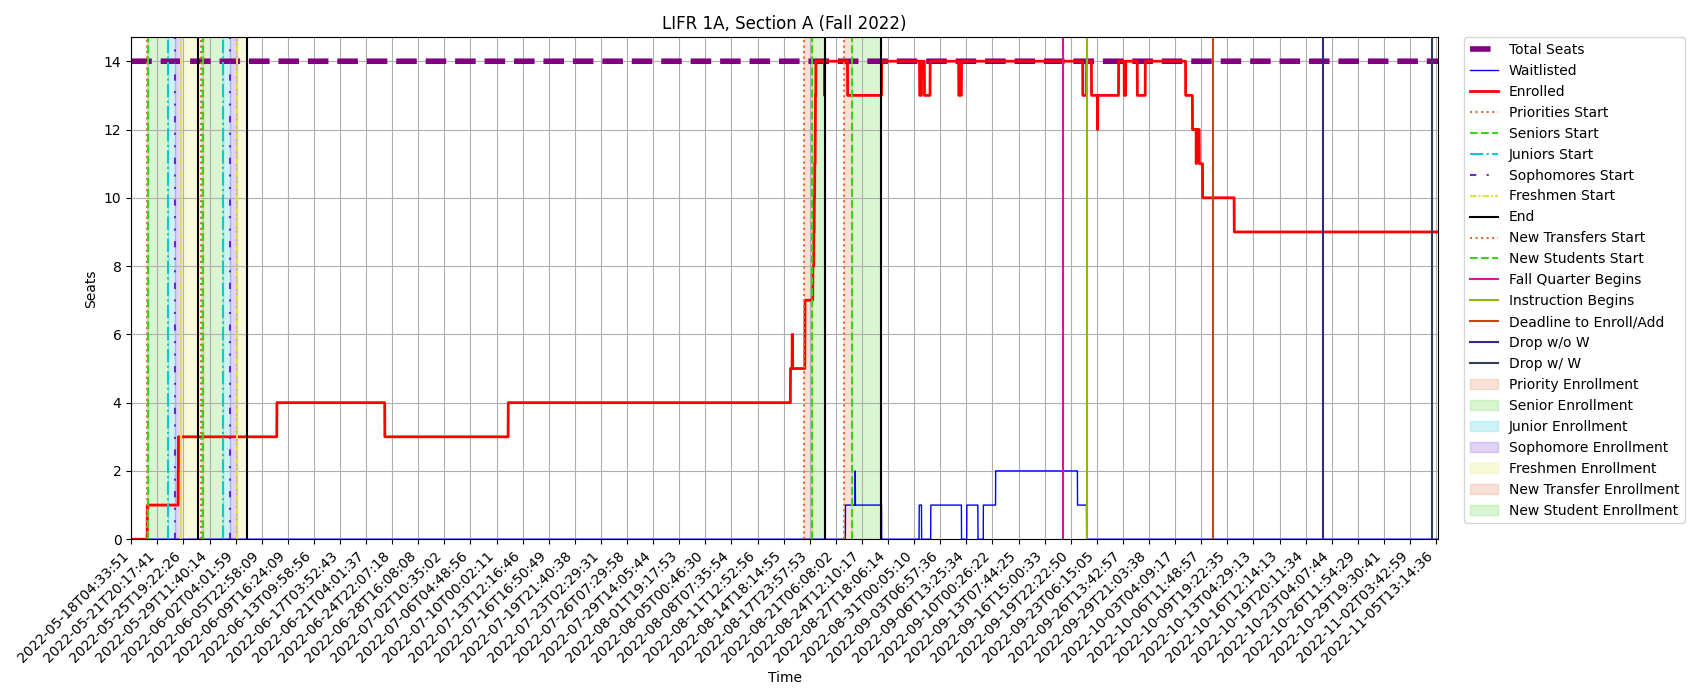 LIFR 1A, Section A (Fall 2022)
Seats
14
12
10
8
6
4
2
0
2022-05-18T04:33:51
2022-05-21T20:17:41
2022-05-25T19:22:26
2022-05-29T11:40:14
2022-06-02T04:01:59
2022-06-05T22:58:09
2022-06-09T16:24:09
2022-06-13T09:58:56
2022-06-17T03:52:43
2022-06-21T04:01:37
2022-06-24T22:07:18
2022-06-28T16:08:08
2022-07-02T10:35:02
2022-07-06T04:48:56
2022-07-10T00:02:11
2022-07-13T12:16:46
2022-07-16T16:50:49
2022-07-19T21:40:38
2022-07-23T02:29:31
2022-07-26T07:29:58
2022-07-29T14:05:44
2022-08-01T19:17:53
2022-08-05T00:46:30
2022-08-08T07:35:54
2022-08-11T12:52:56
2022-08-14T18:14:55
2022-08-17T23:57:53
2022-08-21T06:08:02
2022-08-24T12:10:17
2022-08-27T18:06:14
2022-08-31T00:05:10
2022-09-03T06:57:36
2022-09-06T13:25:34
2022-09-10T00:26:22
2022-09-13T07:44:25
2022-09-16T15:00:33
2022-09-19T22:22:50
2022-09-23T06:15:05
2022-09-26T13:42:57
2022-09-29T21:03:38
2022-10-03T04:09:17
2022-10-06T11:48:57
2022-10-09T19:22:35
2022-10-13T04:29:13
2022-10-16T12:14:13
2022-10-19T20:11:34
2022-10-23T04:07:44
2022-10-26T11:54:29
2022-10-29T19:30:41
2022-11-02T03:42:59
2022-11-05T13:14:36
Time
Total Seats
Waitlisted
Enrolled
Priorities Start
Seniors Start
Juniors Start
Sophomores Start
Freshmen Start
End
New Transfers Start
New Students Start
Fall Quarter Begins
Instruction Begins
Deadline to Enroll/Add
Drop w/o W
Drop w/ W
Priority Enrollment
Senior Enrollment
Junior Enrollment
Sophomore Enrollment
Freshmen Enrollment
New Transfer Enrollment
New Student Enrollment